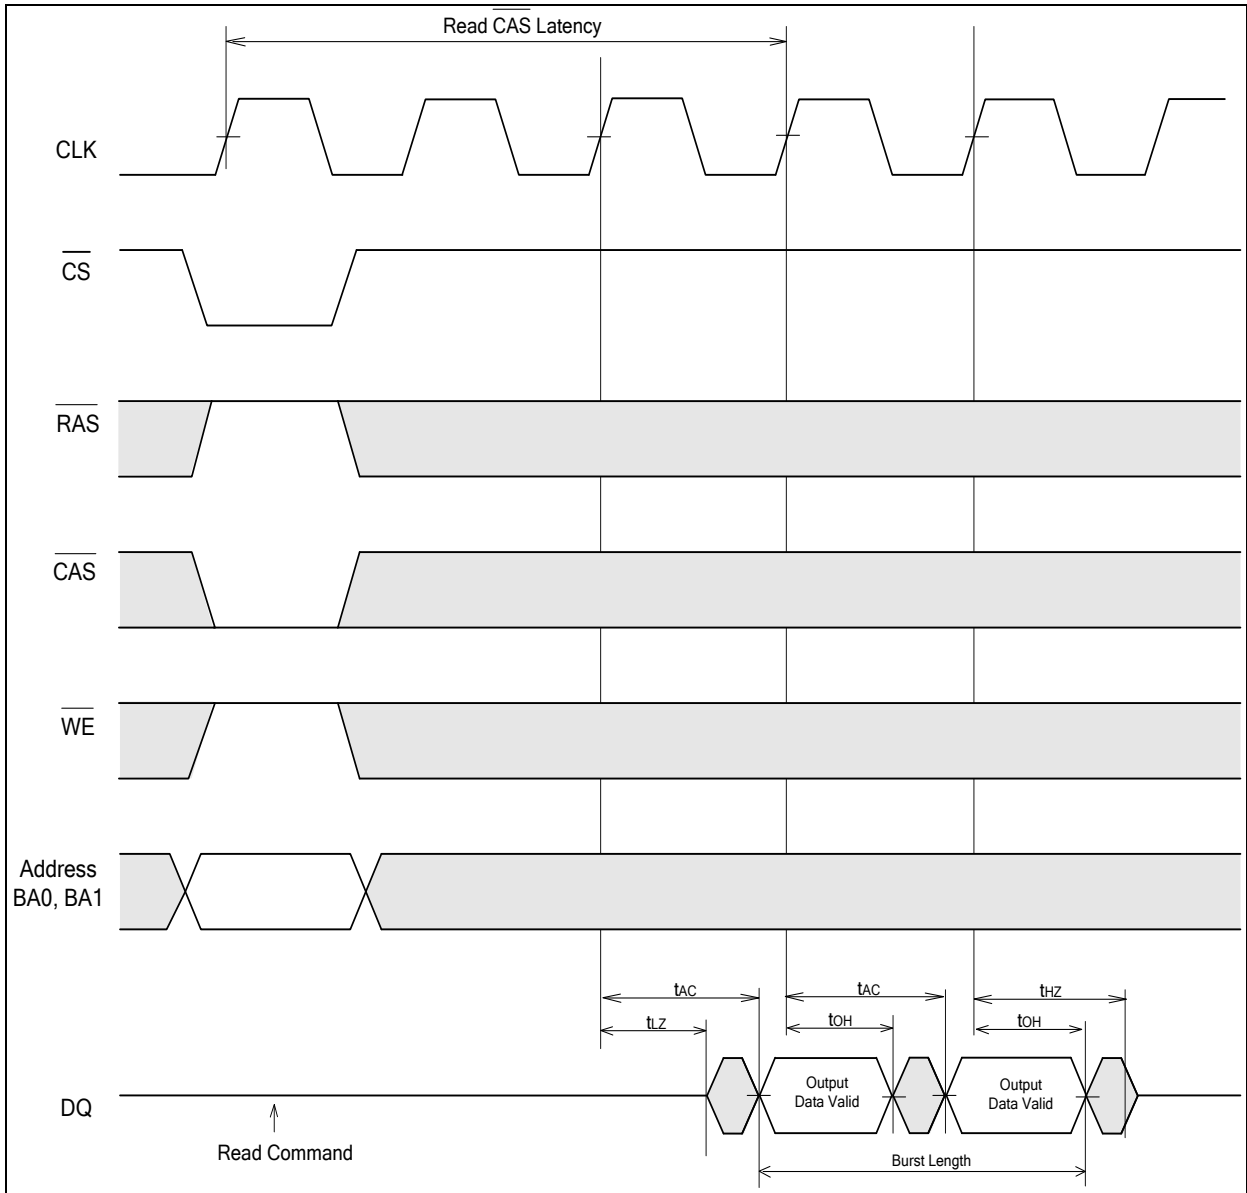 Read CAS Latency
CLK
CS
RAS
CAS
WE
Address
BA0, BA1
tAC
tAC
tHZ
tLZ
tOH
tOH
Output
Data Valid
Output
Data Valid
DQ
Read Command
Burst Length